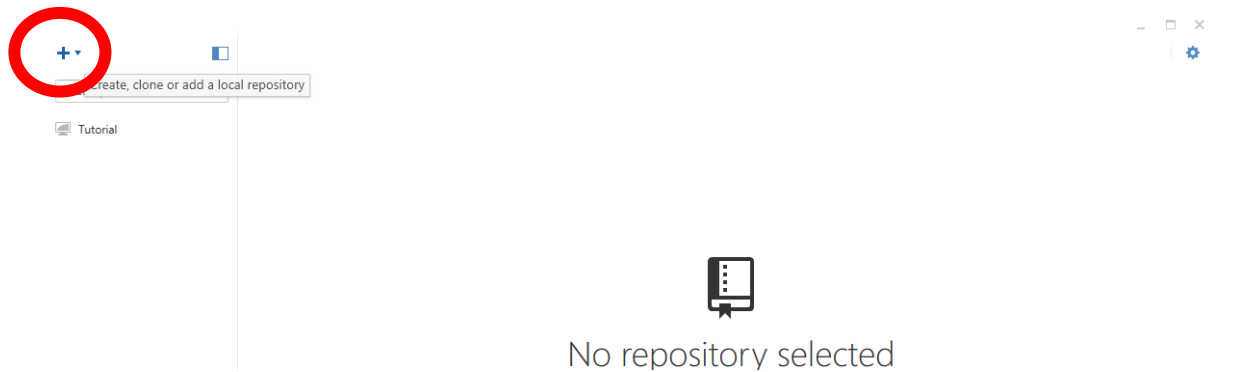 Create, clone or add a local repository
Tutorial
No repository selected